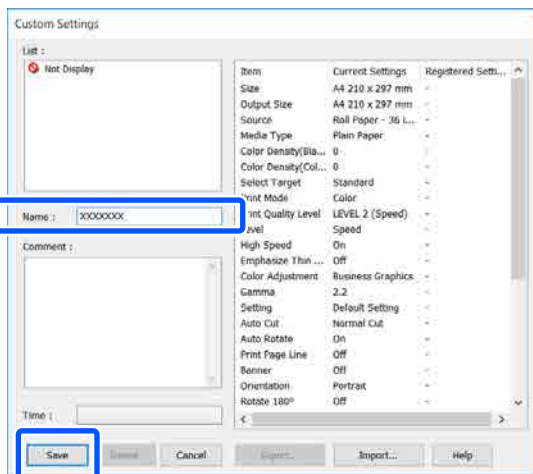 Custom Settings
List :
Not Display
Name : XXXXXXX
Comment :
Time :
Item Current Settings Registered Setti...
Size A4 210 x 297 mm -
Output Size A4 210 x 297 mm -
Source Roll Paper - 36 i... -
Media Type Plain Paper -
Color Density(Bla... 0 -
Color Density(Col... 0 -
Select Target Standard -
Print Mode Color -
Print Quality Level LEVEL 2 (Speed) -
Level Speed -
High Speed On -
Emphasize Thin ... Off -
Color Adjustment Business Graphics -
Gamma 2.2 -
Setting Default Setting -
Auto Cut Normal Cut -
Auto Rotate On -
Print Page Line Off -
Banner Off -
Orientation Portrait -
Rotate 180° Off -
Save Delete Cancel Export... Import... Help